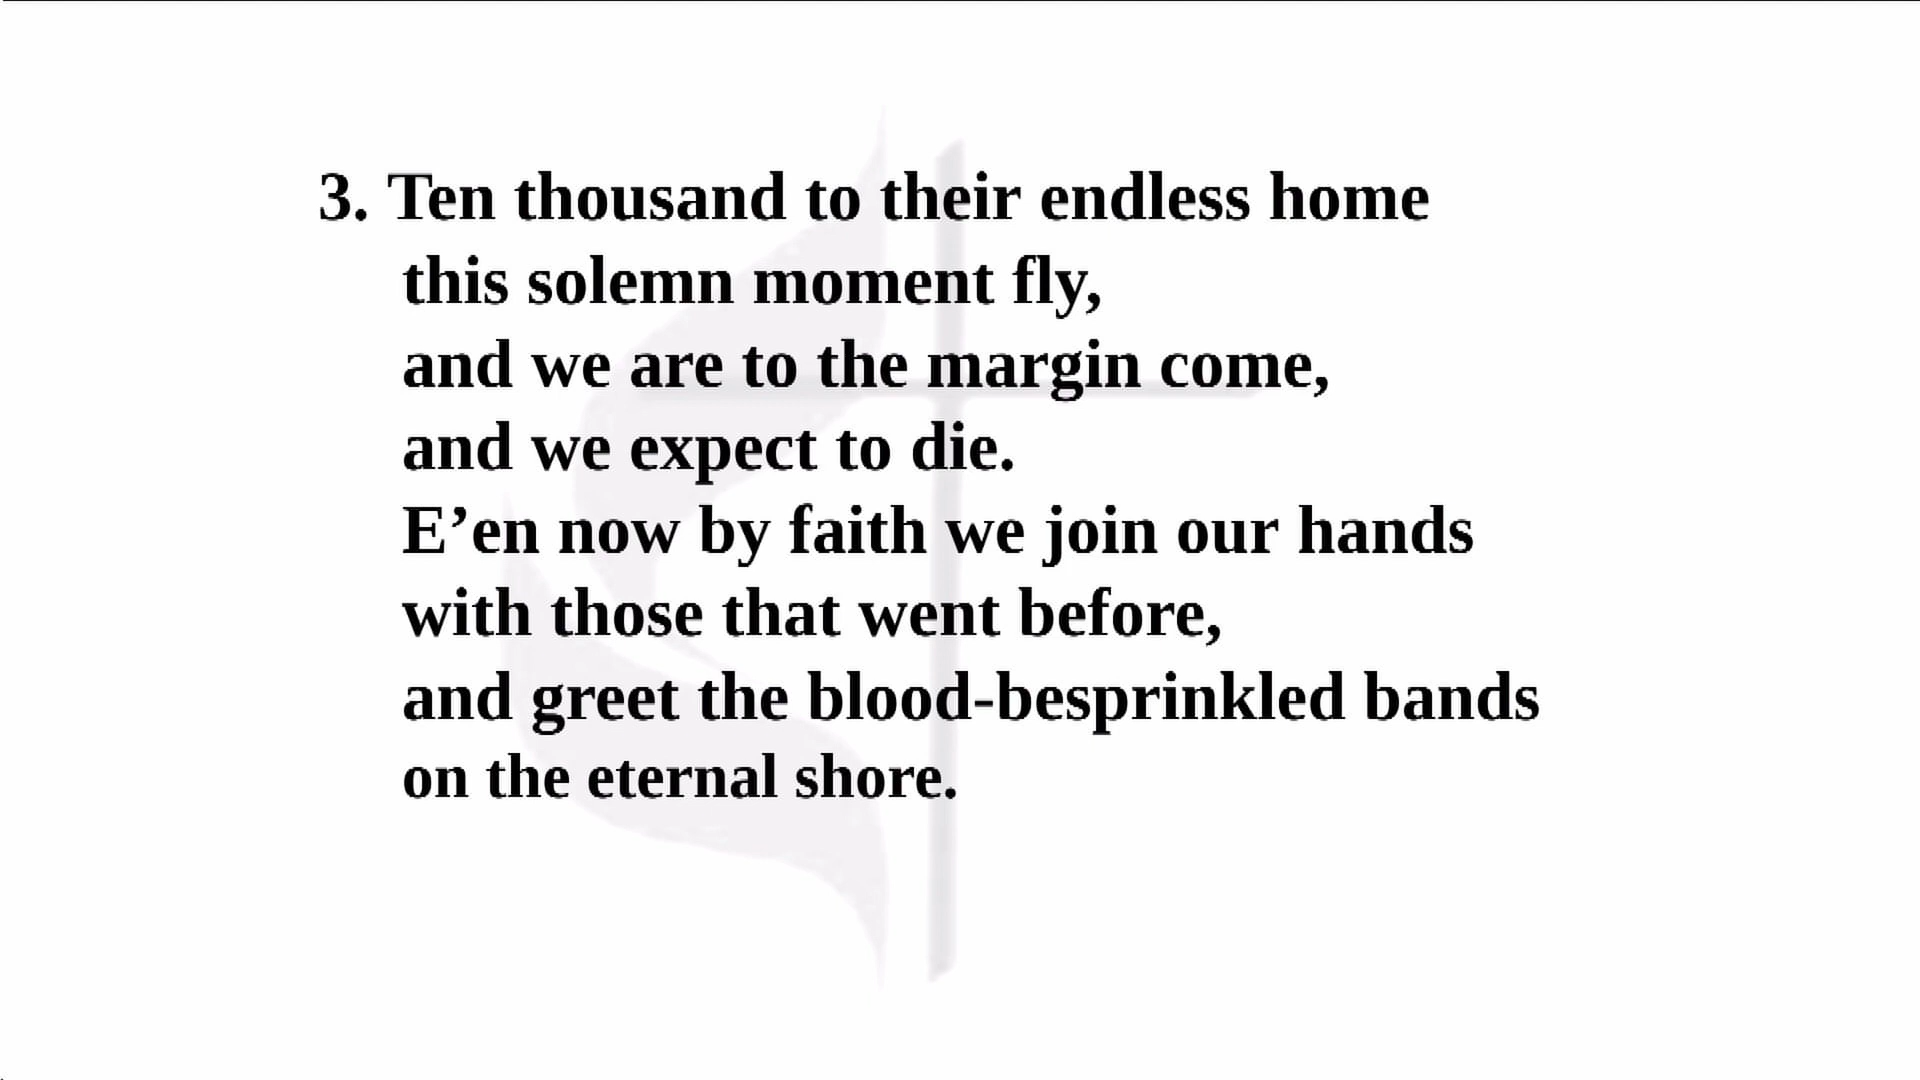 3. Ten thousand to their endless home
this solemn moment fly,
and we are to the margin come,
and we expect to die.
E’en now by faith we join our hands
with those that went before,
and greet the blood-besprinkled bands
on the eternal shore.